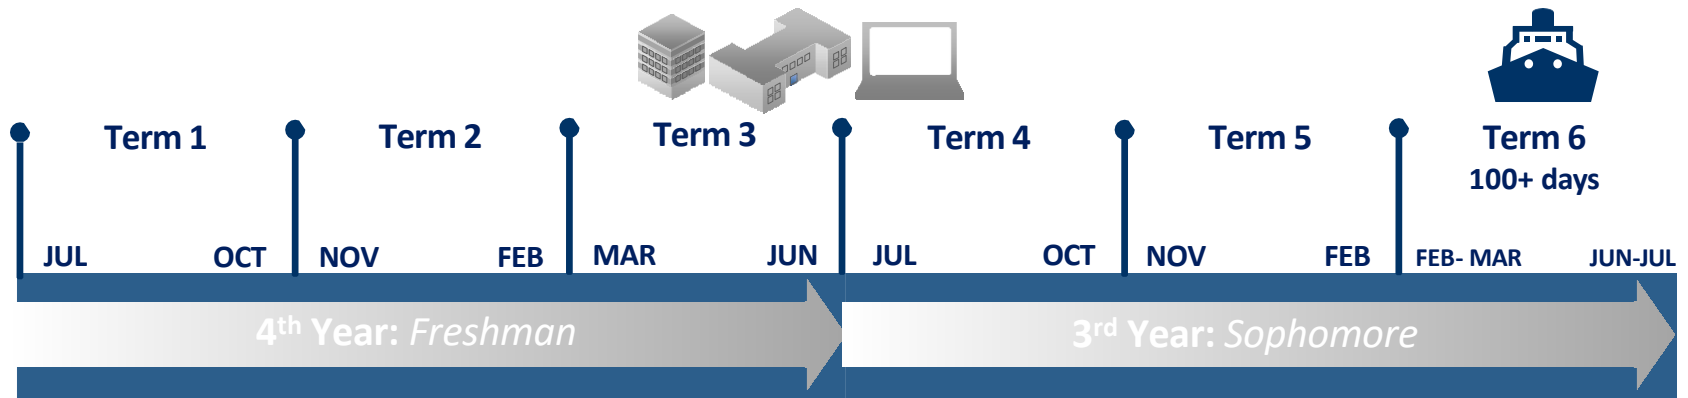 Term 1
Term 2
Term 3
Term 4
Term 5
Term 6
100+ days
JUL
OCT
NOV
FEB
MAR
JUN
JUL
OCT
NOV
FEB
FEB- MAR
JUN-JUL
4th Year: Freshman
3rd Year: Sophomore